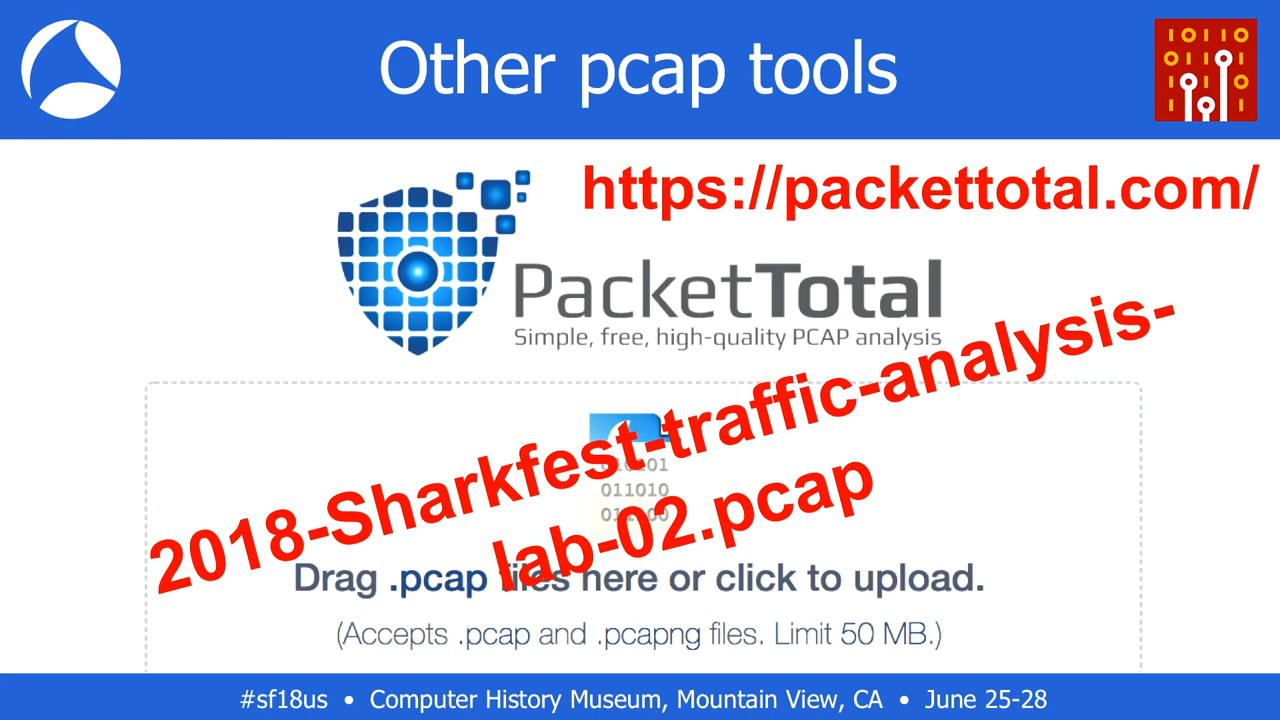 Other pcap tools
https://packettotal.com/
PacketTotal
Simple, free, high-quality PCAP analysis
2018-Sharkfest-traffic-analysis-
lab-02.pcap
011010
Drag .pcap files here or click to upload.
(Accepts .pcap and .pcapng files. Limit 50 MB.)
#sf18us • Computer History Museum, Mountain View, CA • June 25-28